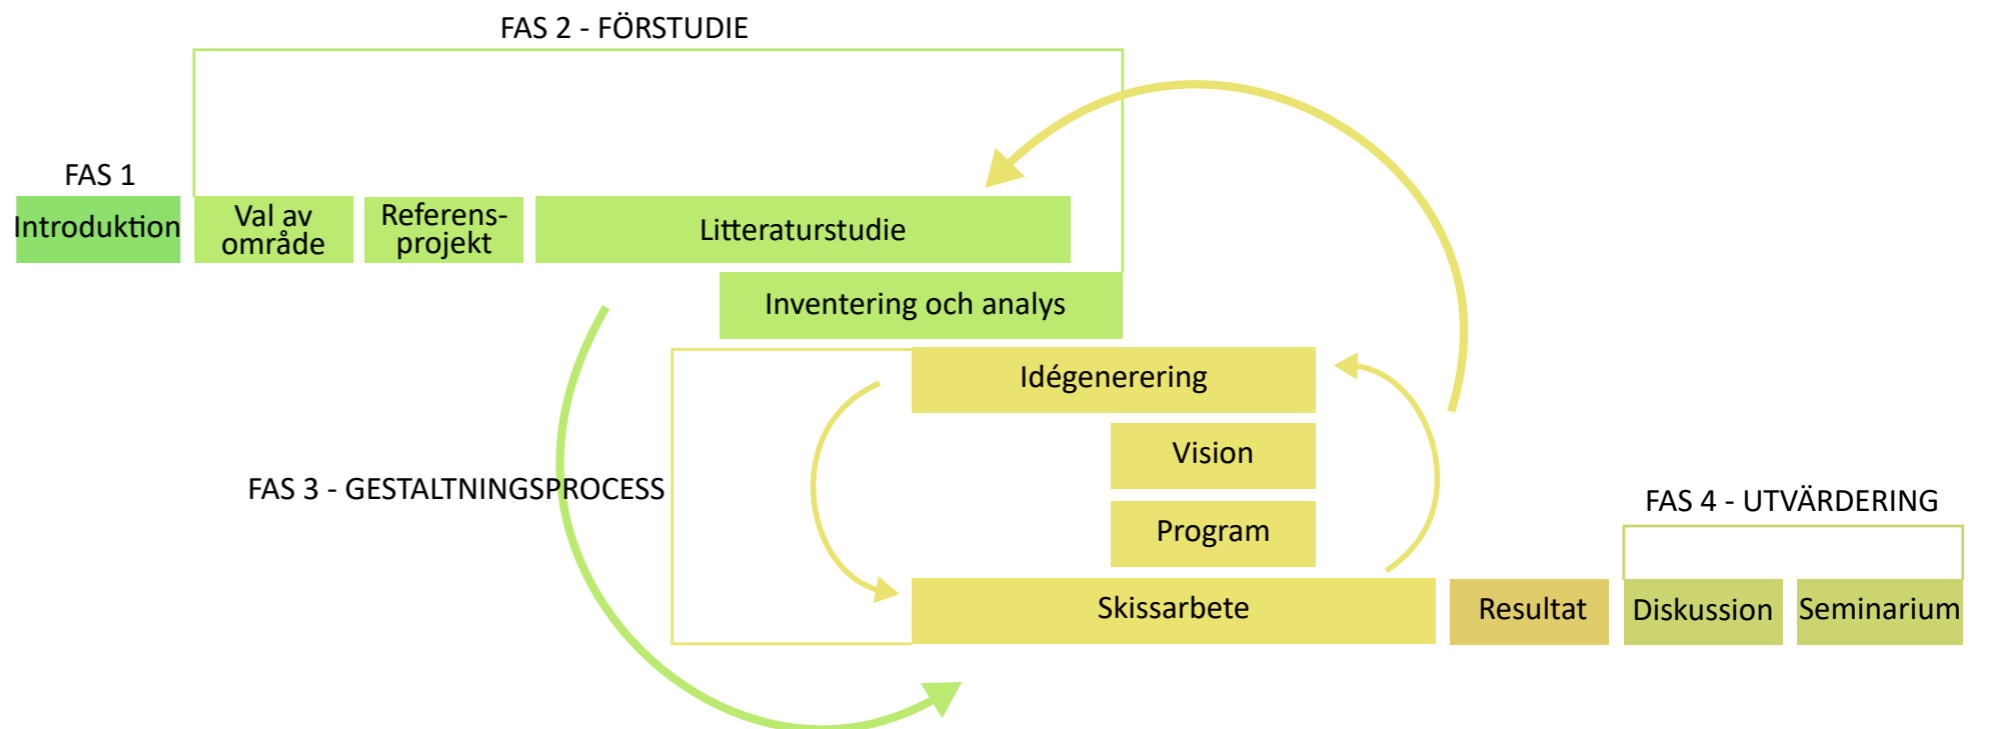 FAS 2 - FÖRSTUDIE
FAS 1
Introduktion
Val av
område
Referens-
projekt
Litteraturstudie
Inventering och analys
Idégenerering
Vision
FAS 3 - GESTALTNINGSPROCESS
Program
FAS 4 - UTVÄRDERING
Skissarbete
Resultat
Diskussion
Seminarium